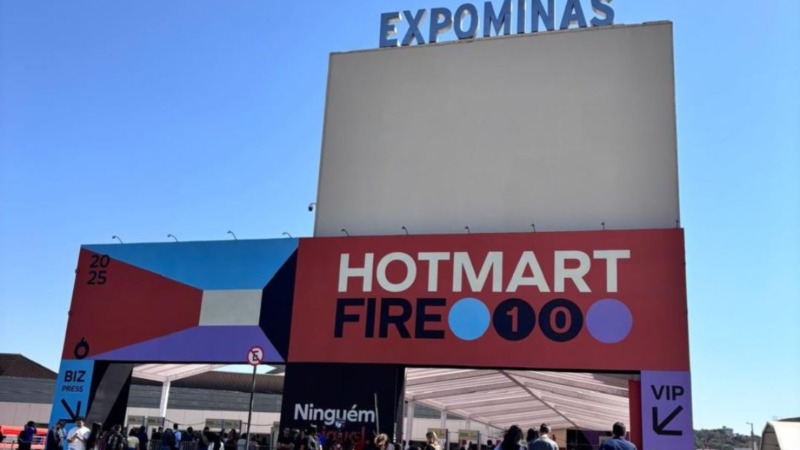 EXPOMINAS
20
25
HOTMART
FIRE 10
BIZ
PRESS
VIP
Ninguém